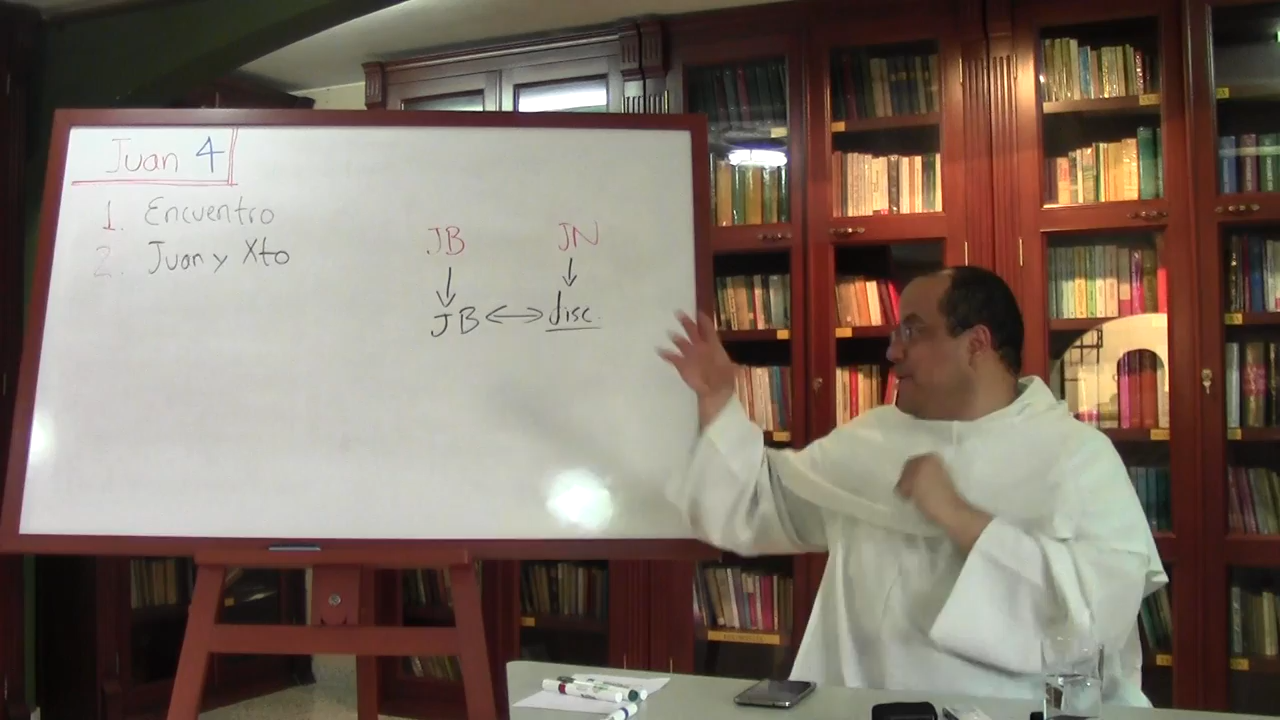 Juan 4
1. Encuentro
2. Juan y Xto
JB JN
JB disc.